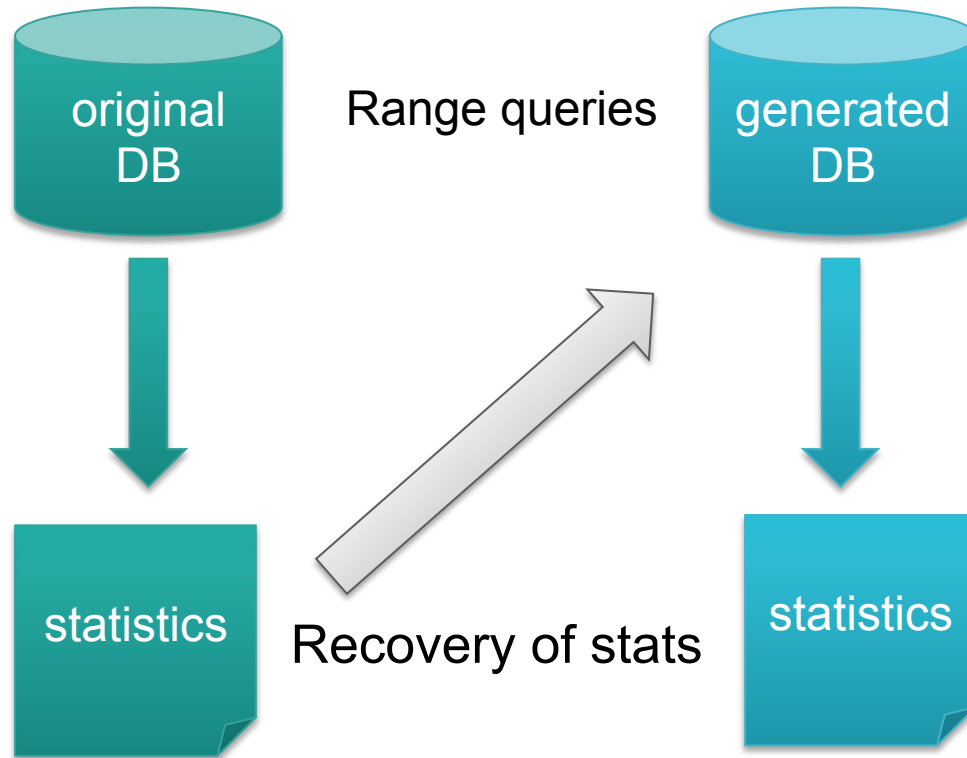 original
DB
Range queries
generated
DB
statistics
Recovery of stats
statistics